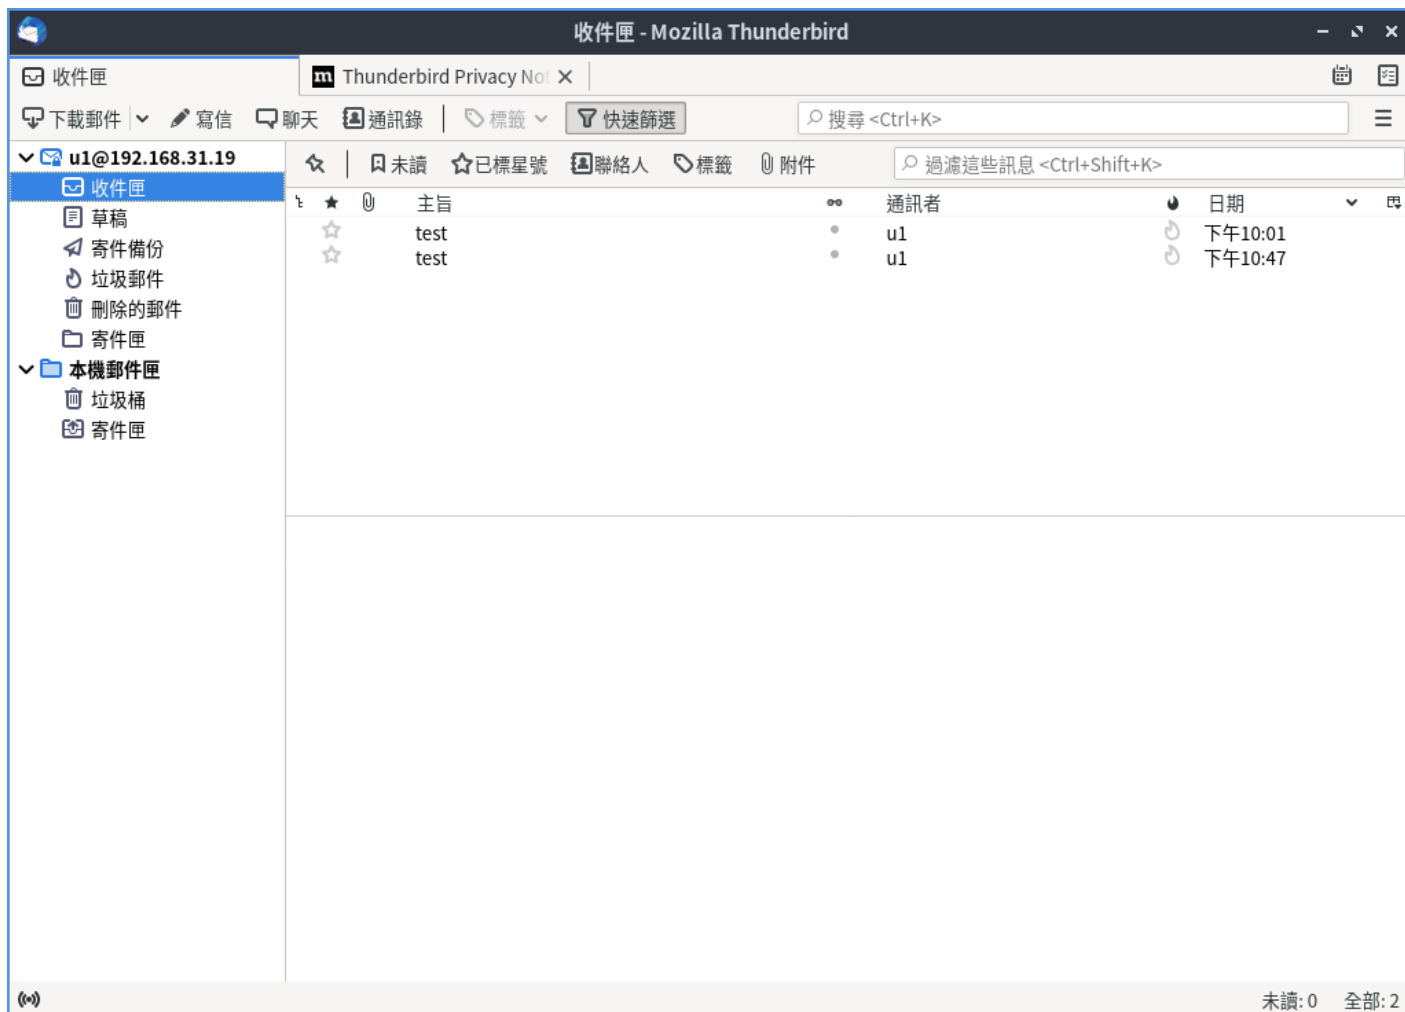 收件匣 - Mozilla Thunderbird
收件匣
m Thunderbird Privacy Not
下載郵件 寫信 聊天 通訊錄 標籤 快速篩選 搜尋 <Ctrl+K>
u1@192.168.31.19
收件匣
草稿
寄件備份
垃圾郵件
刪除的郵件
寄件匣
本機郵件匣
垃圾桶
寄件匣
未讀 已標星號 聯絡人 標籤 附件 過濾這些訊息 <Ctrl+Shift+K>
主旨 通訊者 日期
test u1 下午10:01
test u1 下午10:47
未讀: 0 全部: 2